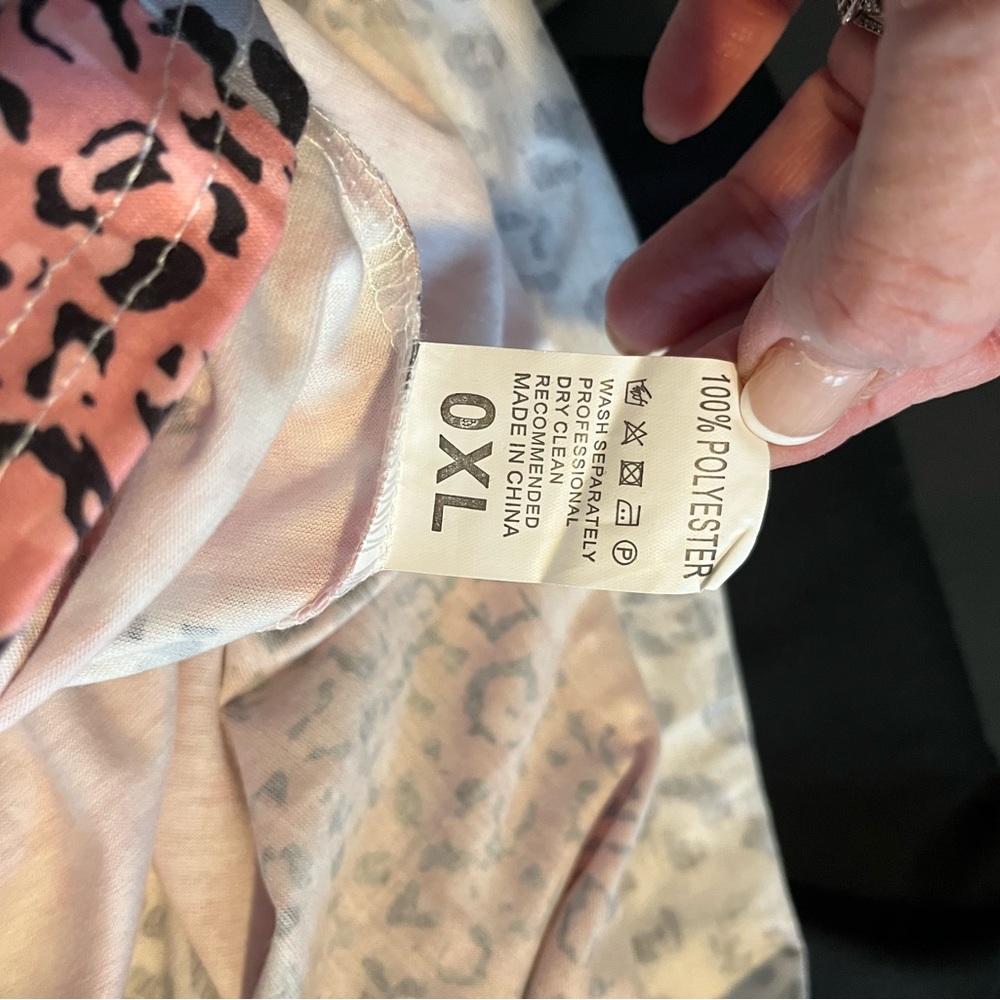 100% POLYESTER
Ⓟ
WASH SEPARATELY
PROFESSIONAL
DRY CLEAN
RECOMMENDED
MADE IN CHINA
0XL